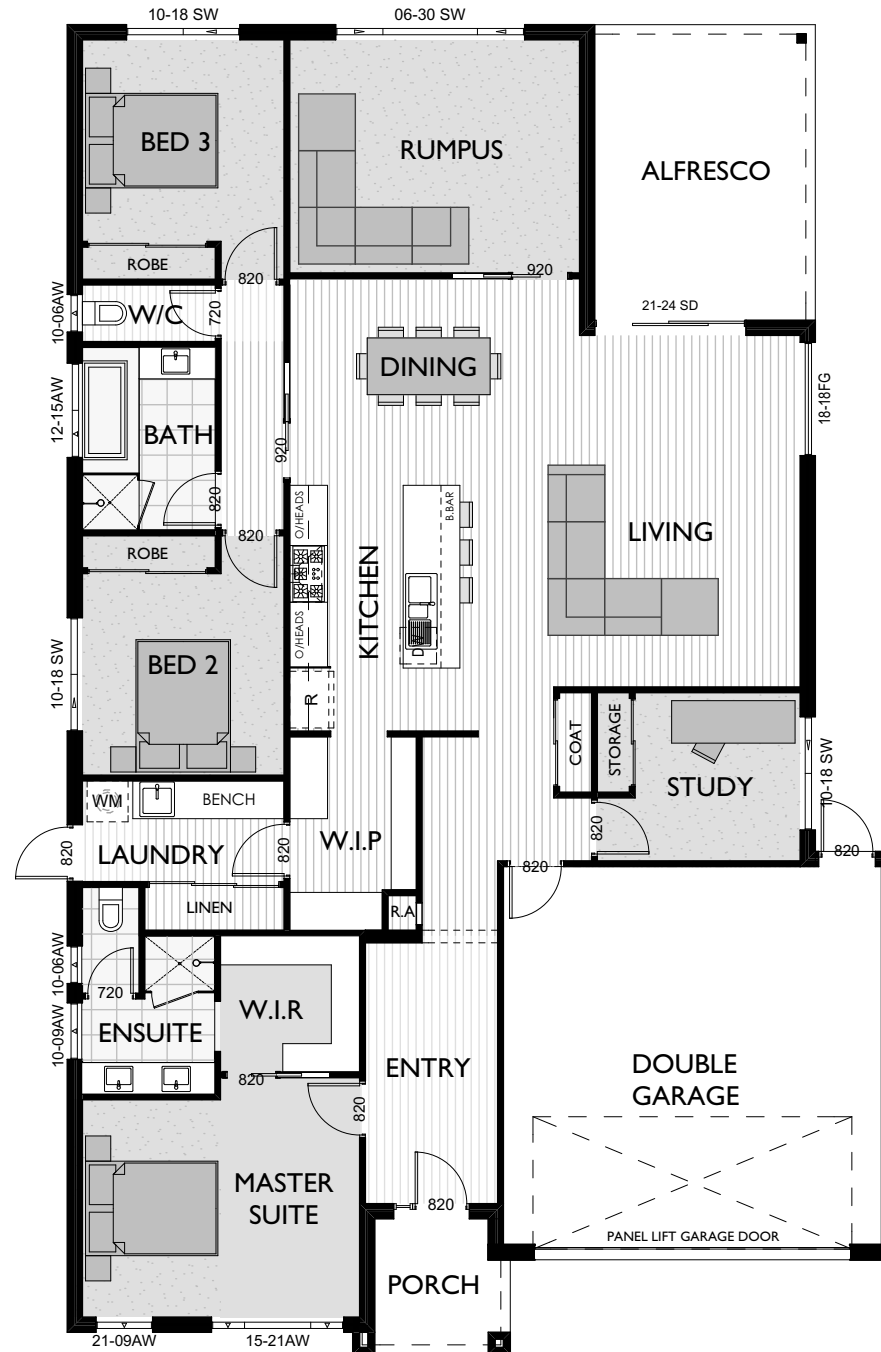 10-18 SW
06-30 SW
BED 3
RUMPUS
ALFRESCO
ROBE
820
920
10-06AW
W/C
720
21-24 SD
DINING
18-18FG
12-15AW
BATH
920
820
820
ROBE
O/HEADS
B.BAR
LIVING
KITCHEN
O/HEADS
D
10-18 SW
BED 2
R
COAT
STORAGE
STUDY
10-18 SW
WM
BENCH
820
LAUNDRY
820
W.I.P
820
820
820
LINEN
R.A
10-06AW
720
W.I.R
10-09AW
ENSUITE
820
ENTRY
DOUBLE
GARAGE
820
MASTER
SUITE
820
PANEL LIFT GARAGE DOOR
PORCH
21-09AW
15-21AW